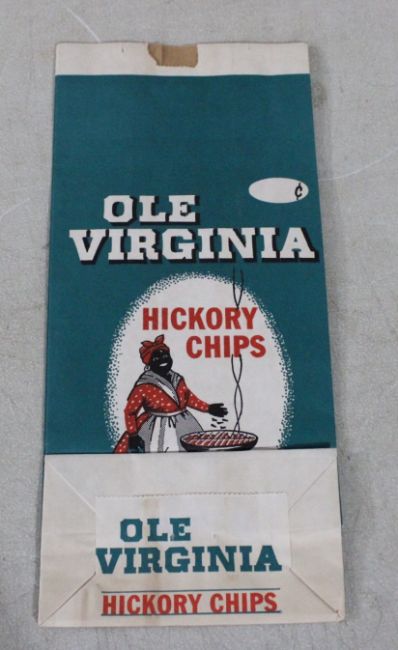 ¢
OLE
VIRGINIA
HICKORY
CHIPS
OLE
VIRGINIA
HICKORY CHIPS